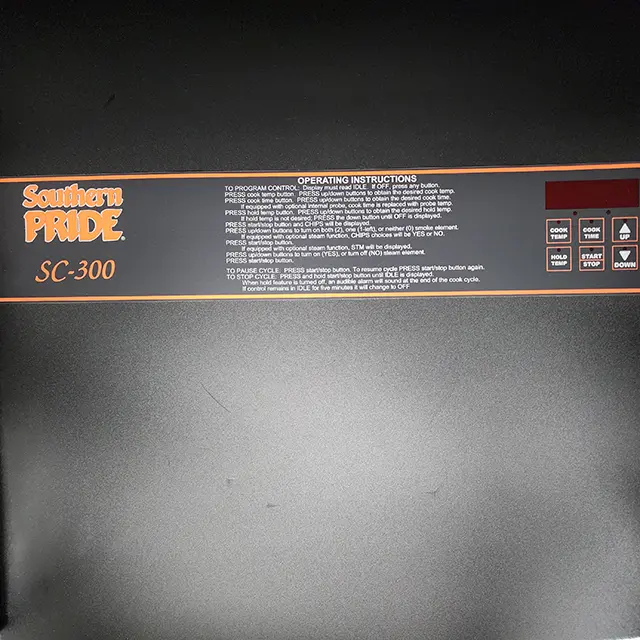 Southern
PRIDE®
SC-300
OPERATING INSTRUCTIONS
TO PROGRAM CONTROL: Display must read IDLE. If OFF, press any button.
PRESS cook temp button. PRESS up/down buttons to obtain the desired cook temp.
PRESS cook time button. PRESS up/down buttons to obtain the desired cook time.
If equipped with optional internal probe, cook time is replaced with probe temp.
PRESS hold temp button. PRESS up/down buttons to obtain the desired hold temp.
If hold temp is not desired, PRESS the down button until OFF is displayed.
PRESS start/stop button and CHIPS will be displayed.
PRESS up/down buttons to turn on both (2), one (1-left), or neither (0) smoke element.
If equipped with optional steam function, CHIPS choices will be YES or NO.
PRESS start/stop button.
If equipped with optional steam function, STM will be displayed.
PRESS up/down buttons to turn on (YES), or turn off (NO) steam element.
PRESS start/stop button.
TO PAUSE CYCLE: PRESS start/stop button. To resume cycle PRESS start/stop button again.
TO STOP CYCLE: PRESS and hold start/stop button until IDLE is displayed.
When hold feature is turned off, an audible alarm will sound at the end of the cook cycle.
If control remains in IDLE for five minutes it will change to OFF
COOK
TEMP
COOK
TIME
UP
HOLD
TEMP
START
STOP
DOWN